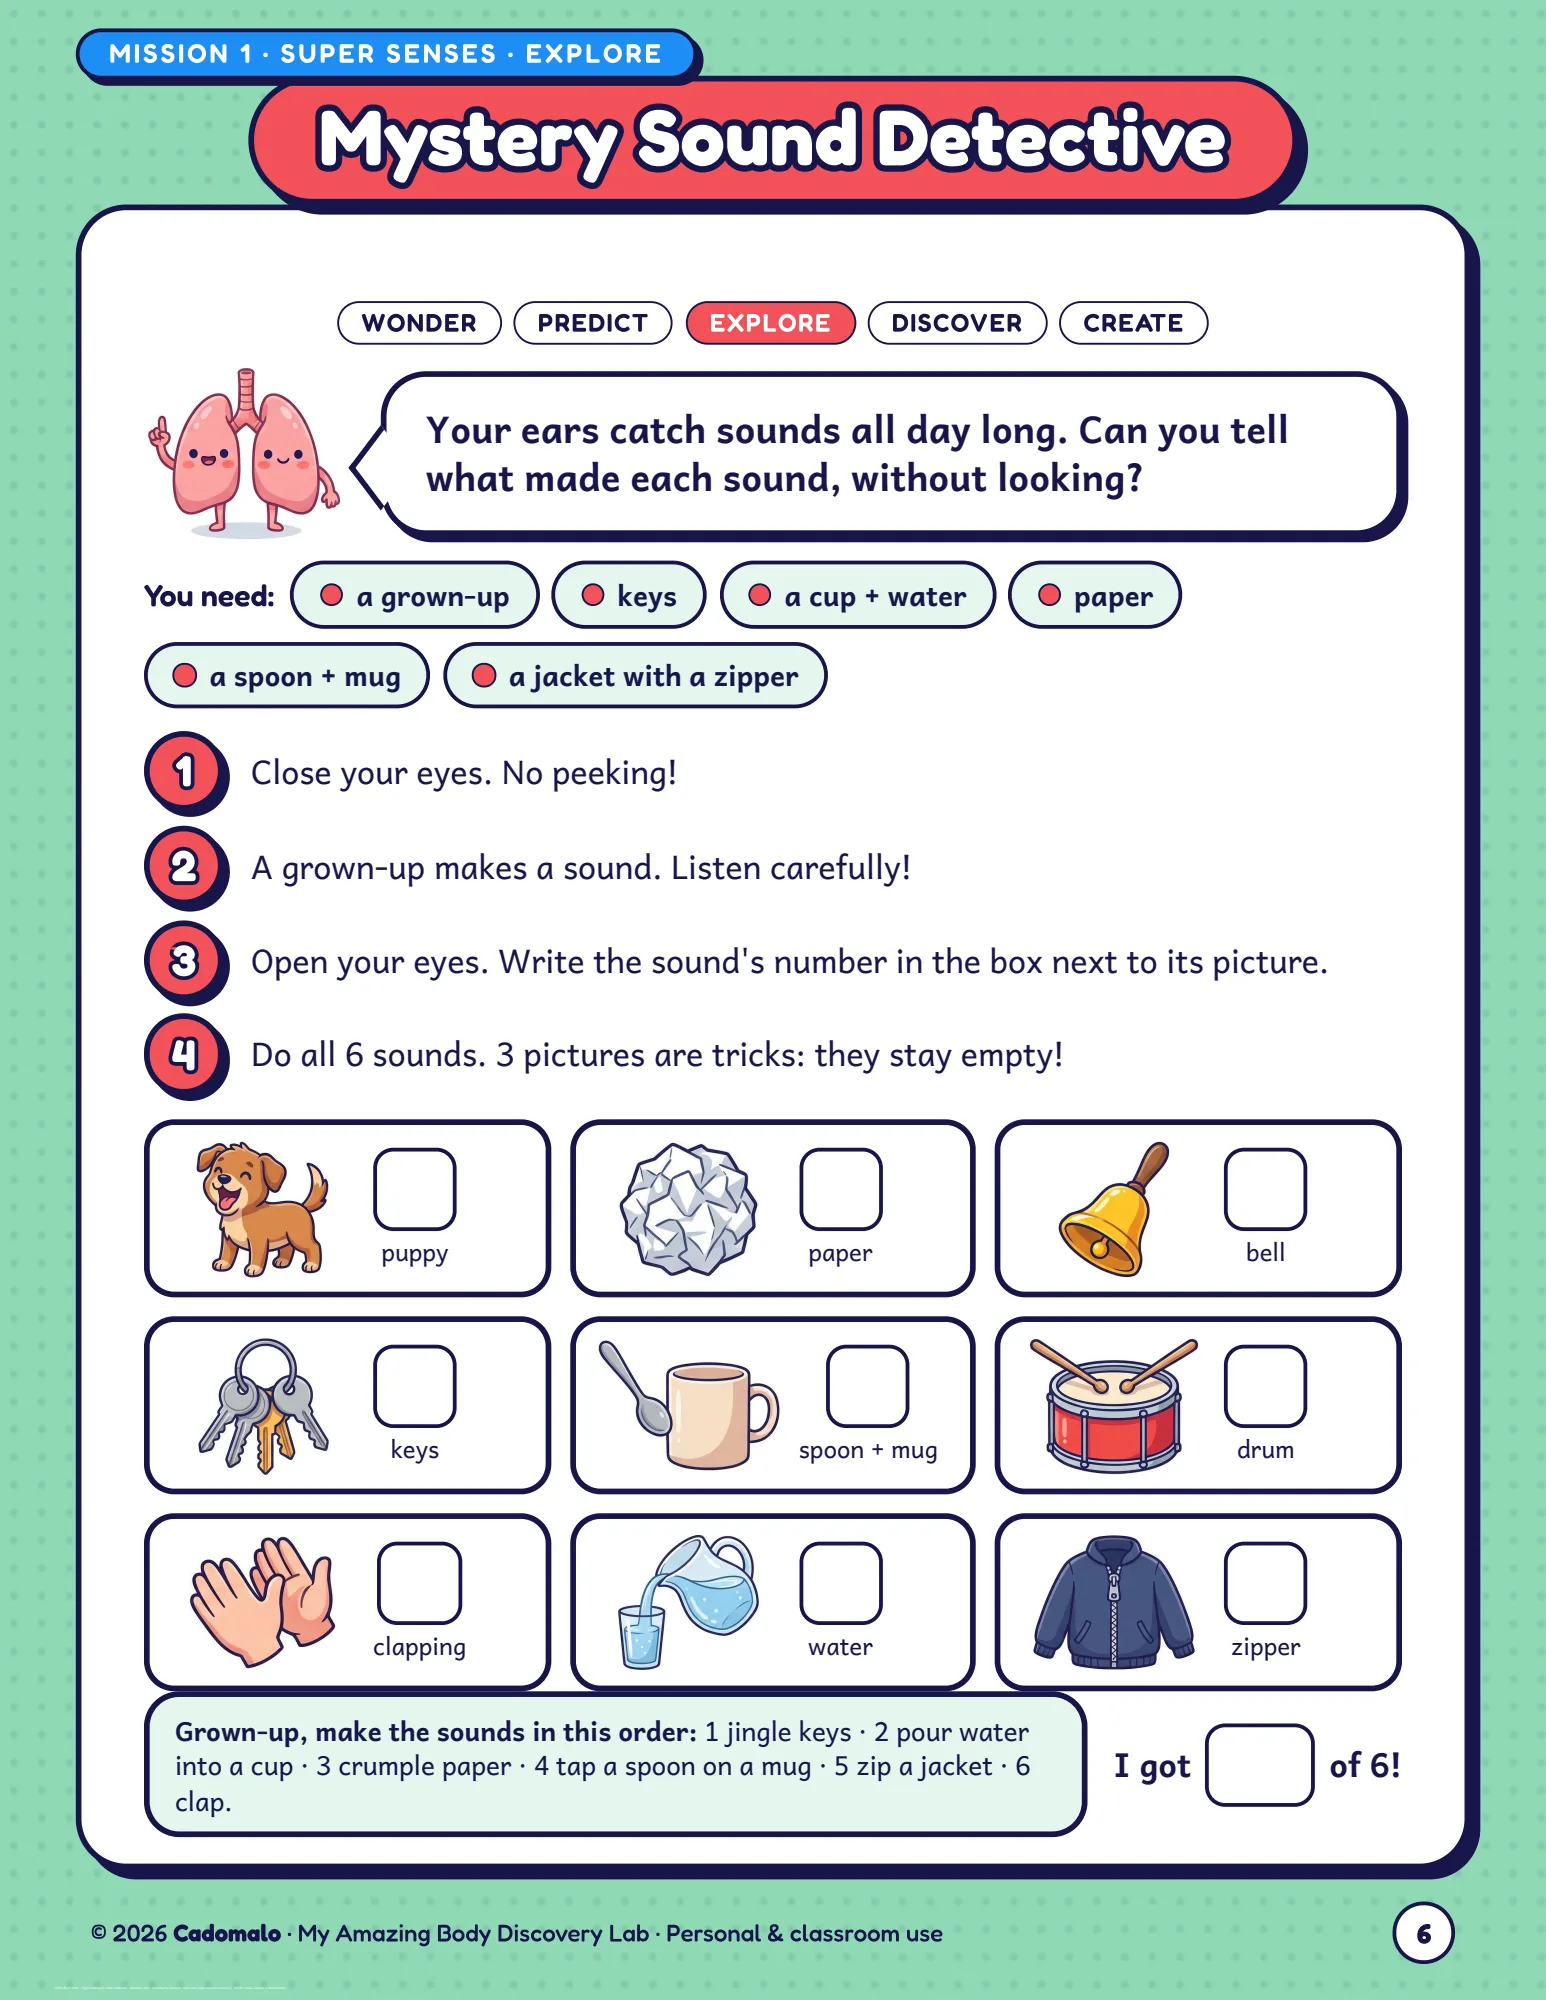 MISSION 1 · SUPER SENSES · EXPLORE
Mystery Sound Detective
WONDER
PREDICT
EXPLORE
DISCOVER
CREATE
Your ears catch sounds all day long. Can you tell
what made each sound, without looking?
You need:
a grown-up
keys
a cup + water
paper
a spoon + mug
a jacket with a zipper
1 Close your eyes. No peeking!
2 A grown-up makes a sound. Listen carefully!
3 Open your eyes. Write the sound's number in the box next to its picture.
4 Do all 6 sounds. 3 pictures are tricks: they stay empty!
puppy
paper
bell
keys
spoon + mug
drum
clapping
water
zipper
Grown-up, make the sounds in this order: 1 jingle keys · 2 pour water
into a cup · 3 crumple paper · 4 tap a spoon on a mug · 5 zip a jacket · 6
clap.
I got of 6!
© 2026 Cadomalo · My Amazing Body Discovery Lab · Personal & classroom use
6